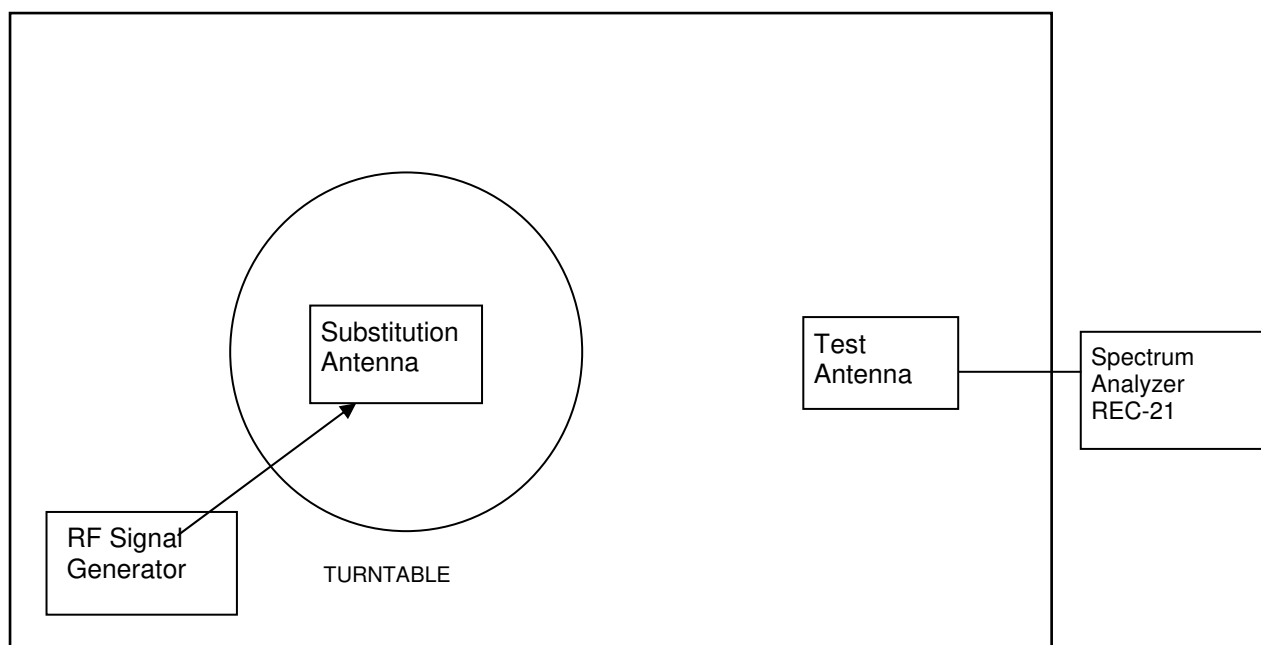 Substitution
Antenna
Test
Antenna
Spectrum
Analyzer
REC-21
RF Signal
Generator
TURNTABLE